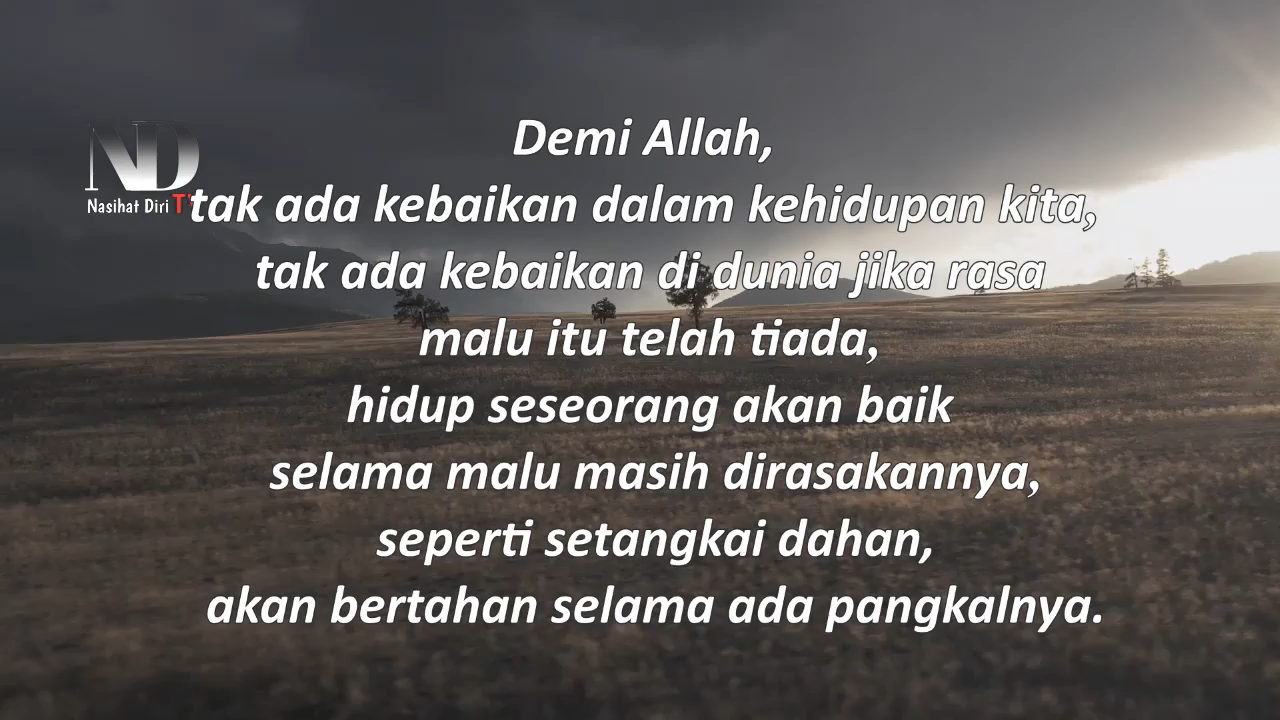 ND
Nasihat Diri
Demi Allah,
tak ada kebaikan dalam kehidupan kita,
tak ada kebaikan di dunia jika rasa
malu itu telah tiada,
hidup seseorang akan baik
selama malu masih dirasakannya,
seperti setangkai dahan,
akan bertahan selama ada pangkalnya.